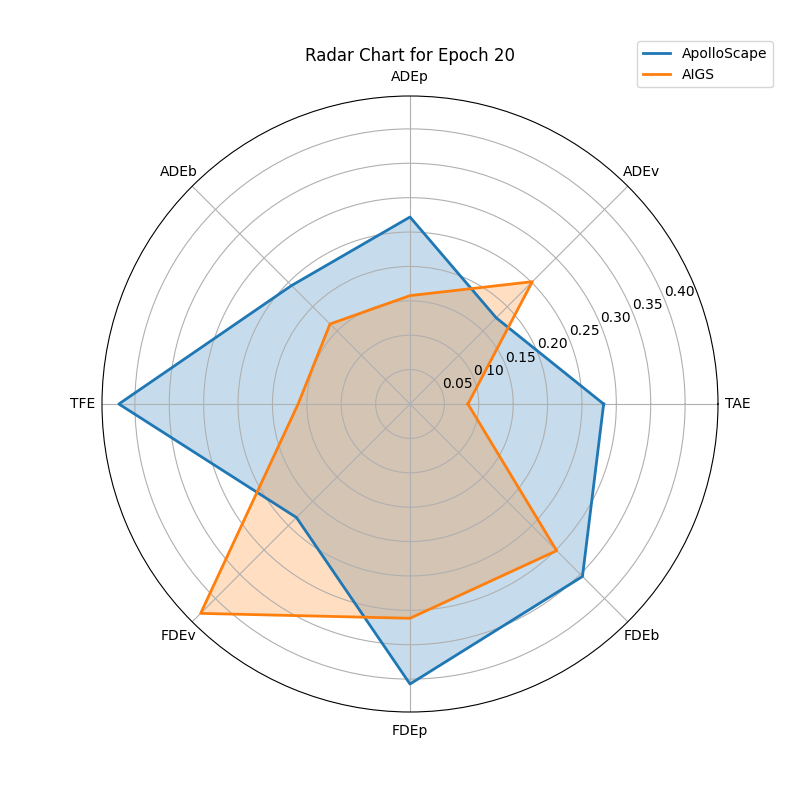 Radar Chart for Epoch 20
ApolloScape
AIGS
ADEp
ADEb
ADEv
0.40
0.35
0.30
0.25
0.20
0.15
0.10
0.05
TFE
TAE
FDEv
FDEb
FDEp